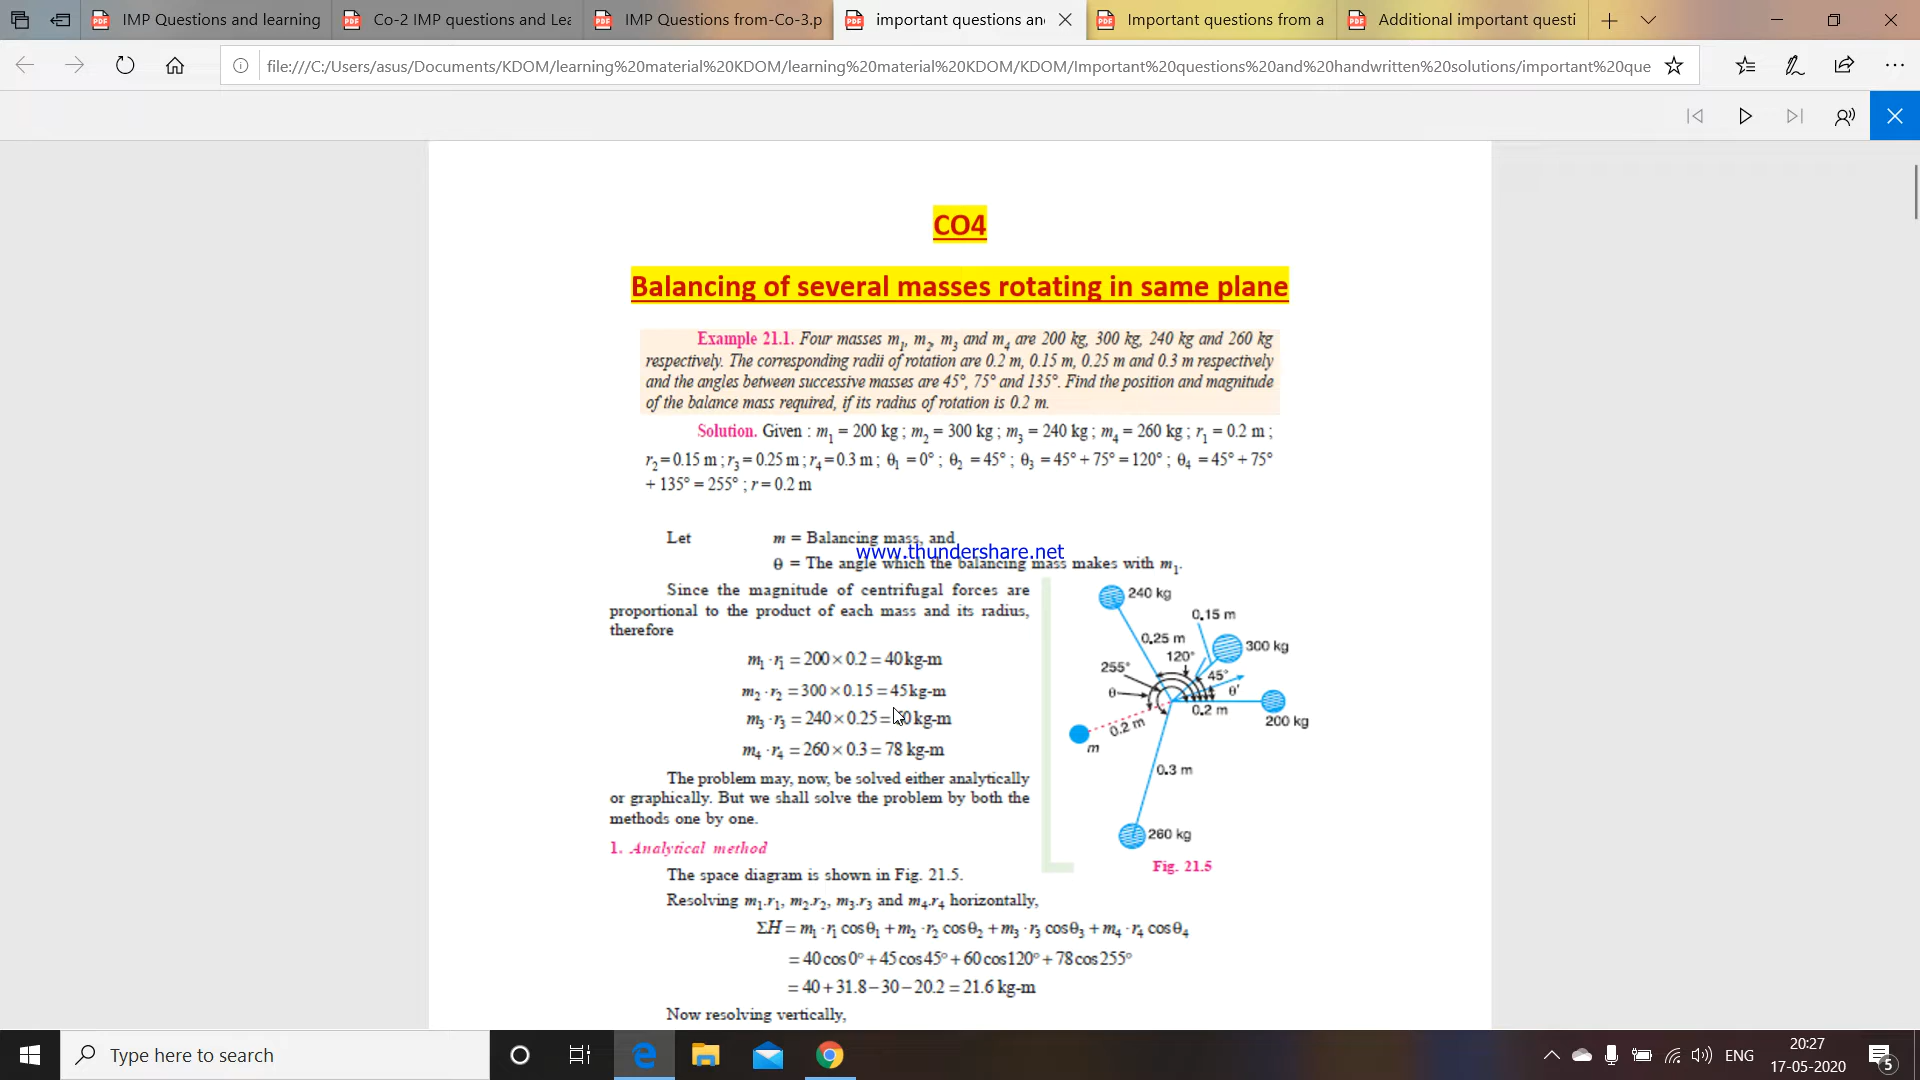 IMP Questions and learning
Co-2 IMP questions and Lea
IMP Questions from-Co-3.p
important questions an
Important questions from a
Additional important questi
file:///C:/Users/asus/Documents/KDOM/learning%20material%20KDOM/learning%20material%20KDOM/KDOM/Important%20questions%20and%20handwritten%20solutions/important%20que
CO4
Balancing of several masses rotating in same plane
Example 21.1. Four masses m₁, m₂, m₃ and m₄ are 200 kg, 300 kg, 240 kg and 260 kg
respectively. The corresponding radii of rotation are 0.2 m, 0.15 m, 0.25 m and 0.3 m respectively
and the angles between successive masses are 45°, 75° and 135°. Find the position and magnitude
of the balance mass required, if its radius of rotation is 0.2 m.
Solution. Given : m₁ = 200 kg ; m₂ = 300 kg ; m₃ = 240 kg ; m₄ = 260 kg ; r₁ = 0.2 m ;
r₂ = 0.15 m ; r₃ = 0.25 m ; r₄ = 0.3 m ; θ₁ = 0° ; θ₂ = 45° ; θ₃ = 45° + 75° = 120° ; θ₄ = 45° + 75°
+ 135° = 255° ; r = 0.2 m
Let m = Balancing mass, and
www.thundershare.net
θ = The angle which the balancing mass makes with m₁.
Since the magnitude of centrifugal forces are
proportional to the product of each mass and its radius,
therefore
m₁ · r₁ = 200 × 0.2 = 40 kg-m
m₂ · r₂ = 300 × 0.15 = 45 kg-m
m₃ · r₃ = 240 × 0.25 = 0 kg-m
m₄ · r₄ = 260 × 0.3 = 78 kg-m
The problem may, now, be solved either analytically
or graphically. But we shall solve the problem by both the
methods one by one.
240 kg
0.15 m
0.25 m
300 kg
120°
255°
45°
θ
θ'
0.2 m
200 kg
0.2 m
m
0.3 m
260 kg
Fig. 21.5
1. Analytical method
The space diagram is shown in Fig. 21.5.
Resolving m₁.r₁, m₂.r₂, m₃.r₃ and m₄.r₄ horizontally,
ΣH = m₁ · r₁ cos θ₁ + m₂ · r₂ cos θ₂ + m₃ · r₃ cos θ₃ + m₄ · r₄ cos θ₄
= 40 cos 0° + 45 cos 45° + 60 cos 120° + 78 cos 255°
= 40 + 31.8 – 30 – 20.2 = 21.6 kg-m
Now resolving vertically,
Type here to search
ENG
20:27
17-05-2020
5